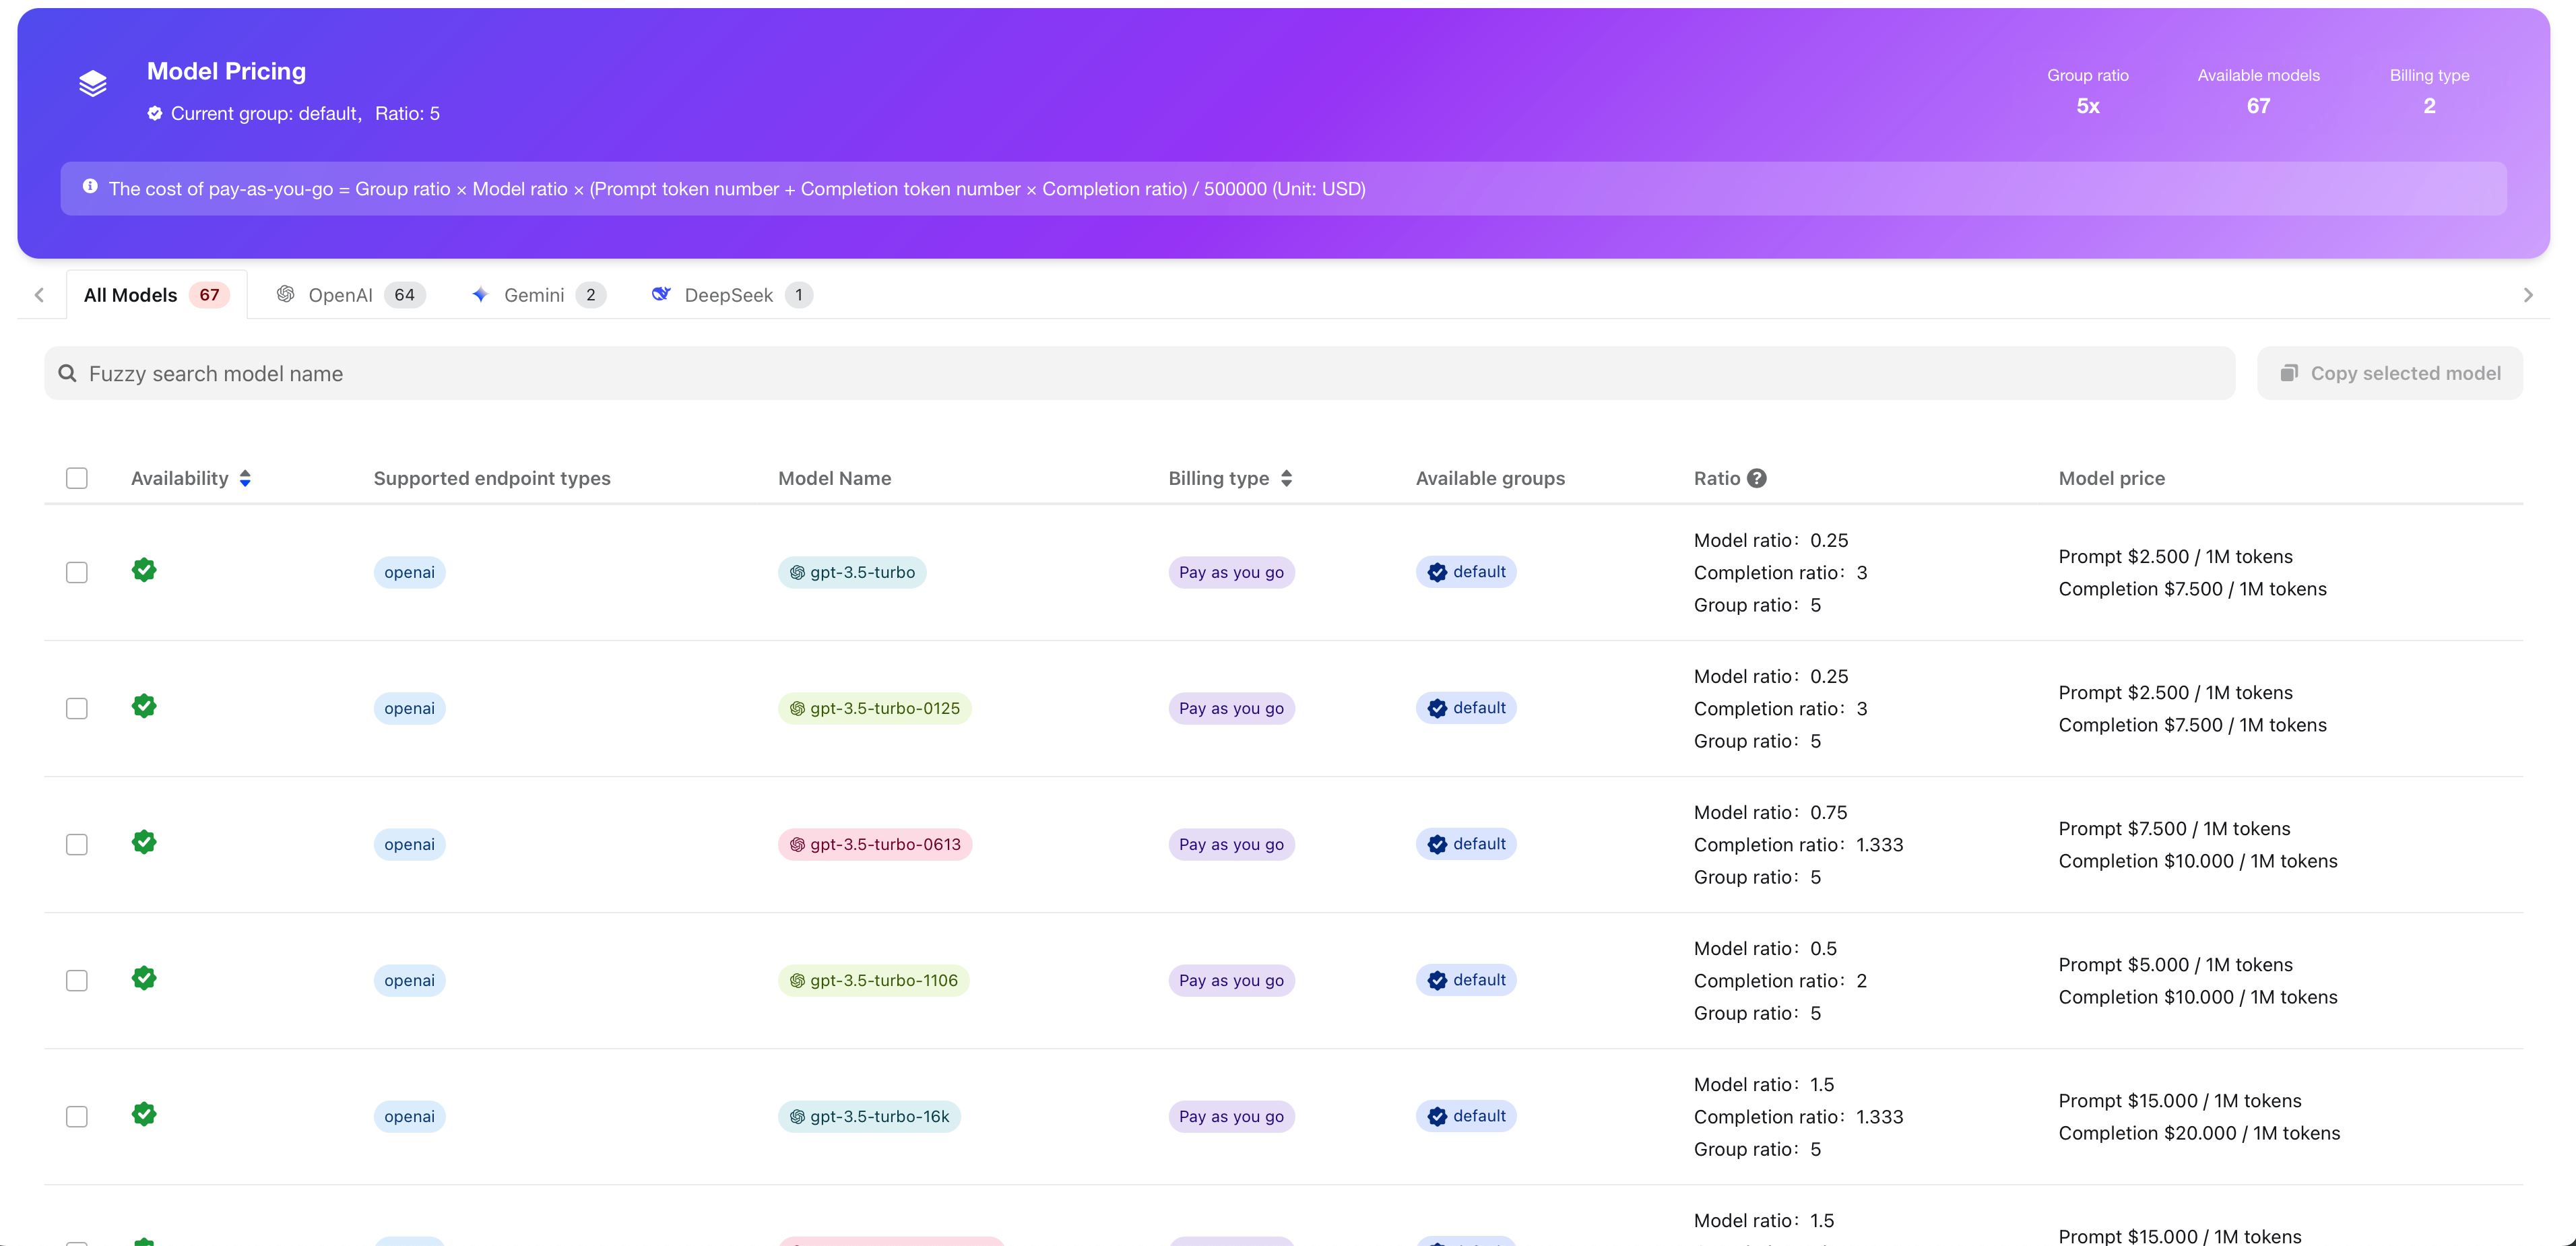 Model Pricing
Current group: default， Ratio: 5
Group ratio
5x
Available models
67
Billing type
2
The cost of pay-as-you-go = Group ratio × Model ratio × (Prompt token number + Completion token number × Completion ratio) / 500000 (Unit: USD)
All Models 67 OpenAI 64 Gemini 2 DeepSeek 1
Fuzzy search model name
Copy selected model
Availability Supported endpoint types Model Name Billing type Available groups Ratio Model price
openai gpt-3.5-turbo Pay as you go default
Model ratio：0.25
Completion ratio：3
Group ratio：5
Prompt $2.500 / 1M tokens
Completion $7.500 / 1M tokens
openai gpt-3.5-turbo-0125 Pay as you go default
Model ratio：0.25
Completion ratio：3
Group ratio：5
Prompt $2.500 / 1M tokens
Completion $7.500 / 1M tokens
openai gpt-3.5-turbo-0613 Pay as you go default
Model ratio：0.75
Completion ratio：1.333
Group ratio：5
Prompt $7.500 / 1M tokens
Completion $10.000 / 1M tokens
openai gpt-3.5-turbo-1106 Pay as you go default
Model ratio：0.5
Completion ratio：2
Group ratio：5
Prompt $5.000 / 1M tokens
Completion $10.000 / 1M tokens
openai gpt-3.5-turbo-16k Pay as you go default
Model ratio：1.5
Completion ratio：1.333
Group ratio：5
Prompt $15.000 / 1M tokens
Completion $20.000 / 1M tokens
Model ratio：1.5
Prompt $15.000 / 1M tokens